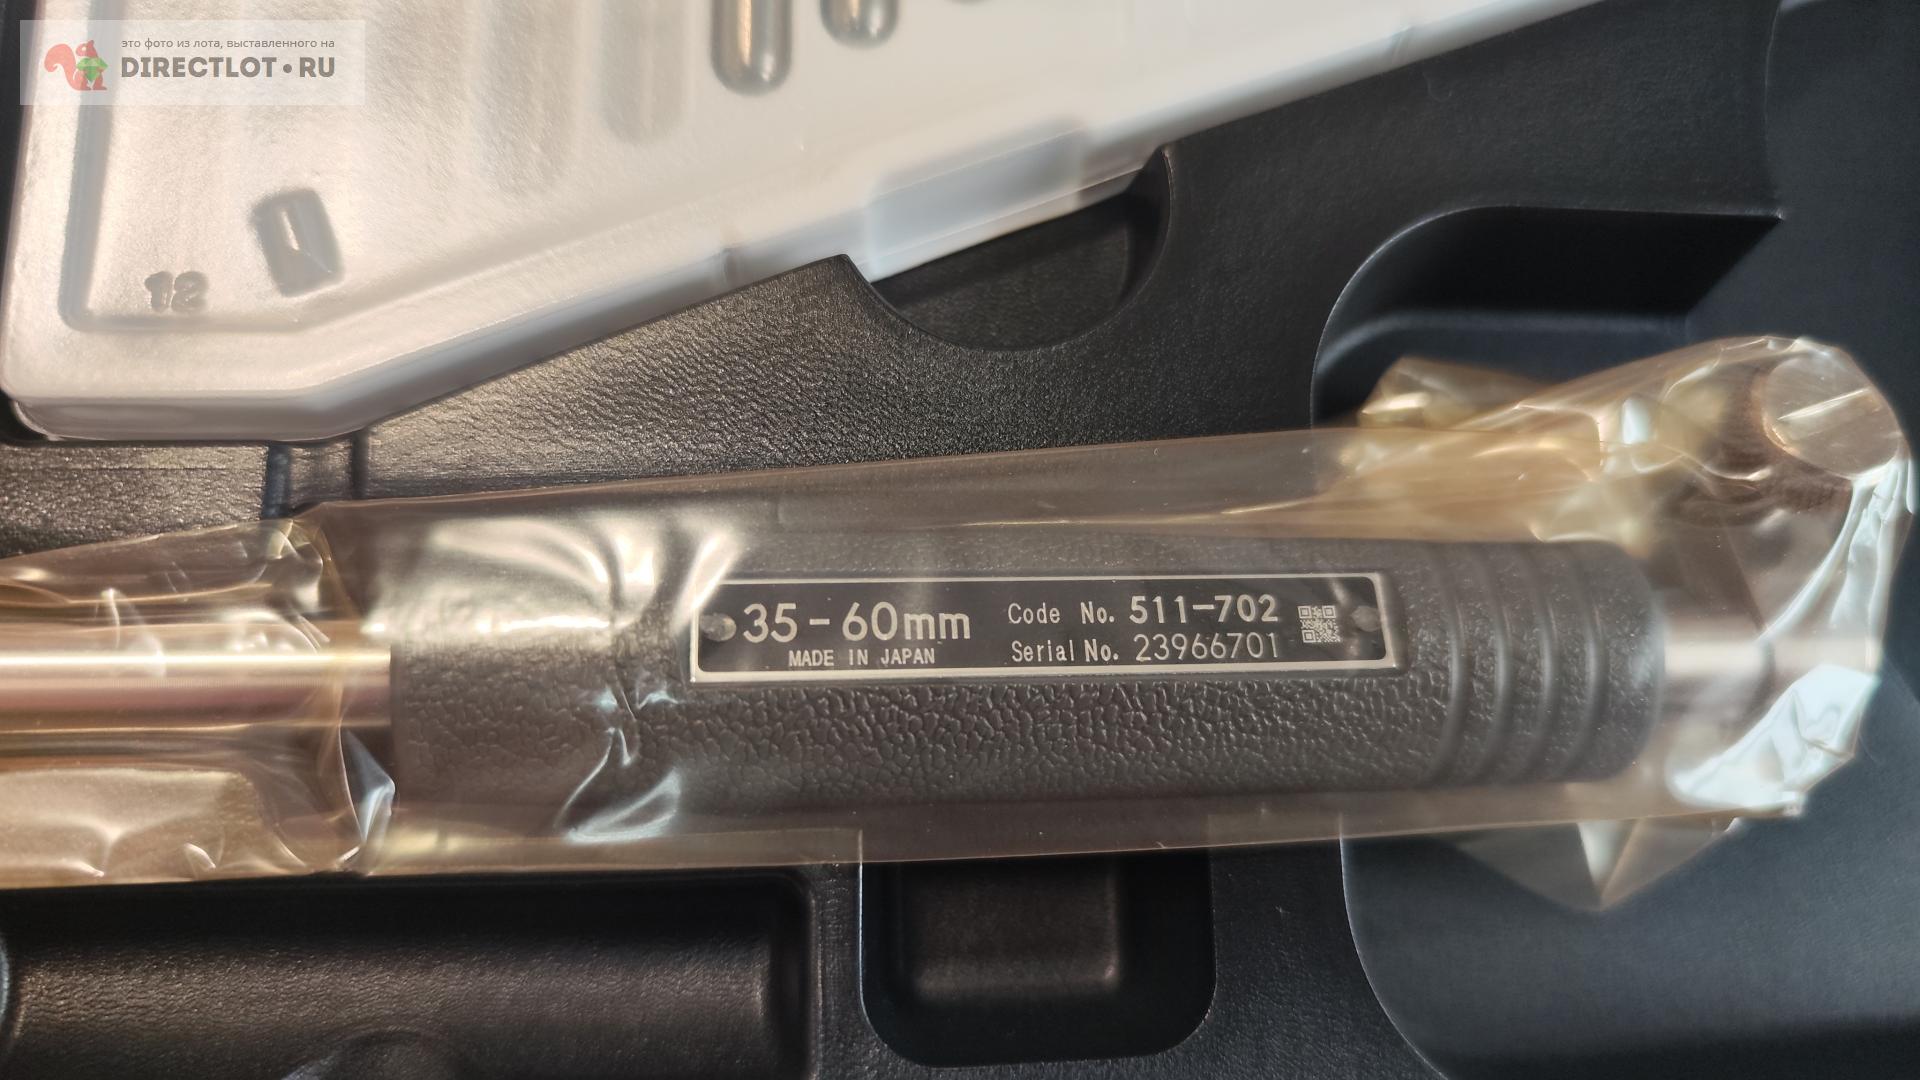 это фото из лота, выставленного на
DIRECTLOT•RU
12
35-60mm
MADE IN JAPAN
Code No. 511-702
Serial No. 23966701